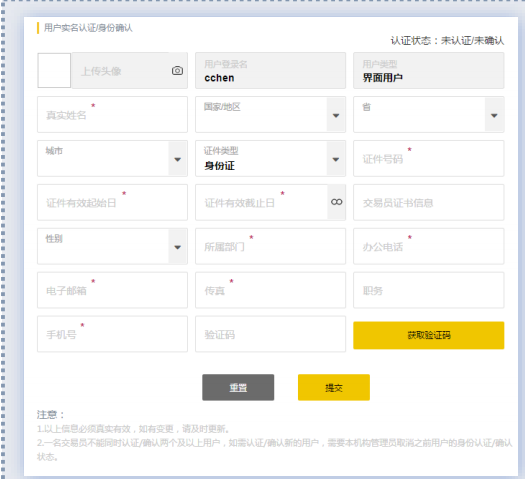 用户实名认证/身份确认
认证状态：未认证/未确认
上传头像
用户登录名
cchen
用户类型
界面用户
真实姓名 *
国家/地区
省
城市
证件类型
身份证
证件号码 *
证件有效起始日 *
证件有效截止日 *
交易员证书信息
性别
所属部门 *
办公电话 *
电子邮箱 *
传真 *
职务
手机号 *
验证码
获取验证码
重置
提交
注意：
1.以上信息必须真实有效，如有变更，请及时更新。
2.一名交易员不能同时认证/确认两个及以上用户，如需认证/确认新的用户，需要本机构管理员取消之前用户的身份认证/确认
状态。